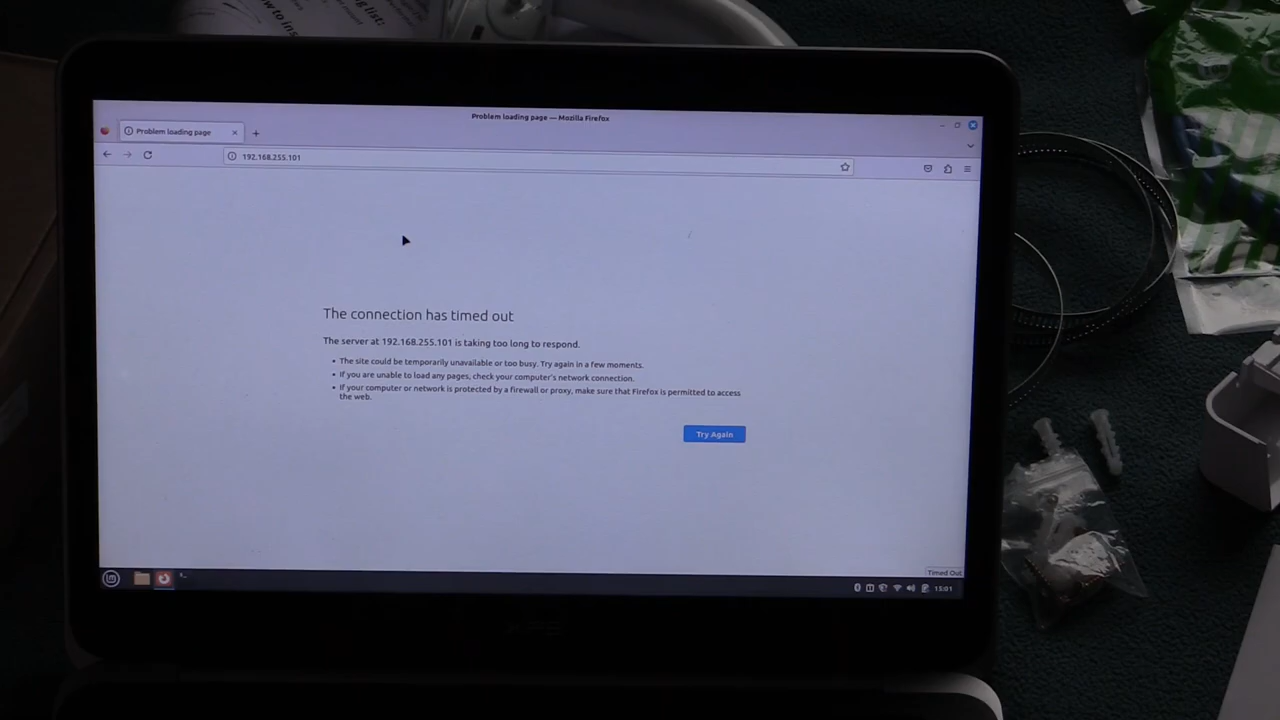 Problem loading page — Mozilla Firefox
Problem loading page
192.168.255.101
The connection has timed out
The server at 192.168.255.101 is taking too long to respond.
The site could be temporarily unavailable or too busy. Try again in a few moments.
If you are unable to load any pages, check your computer's network connection.
If your computer or network is protected by a firewall or proxy, make sure that Firefox is permitted to access
the web.
Try Again
Timed Out
15:01